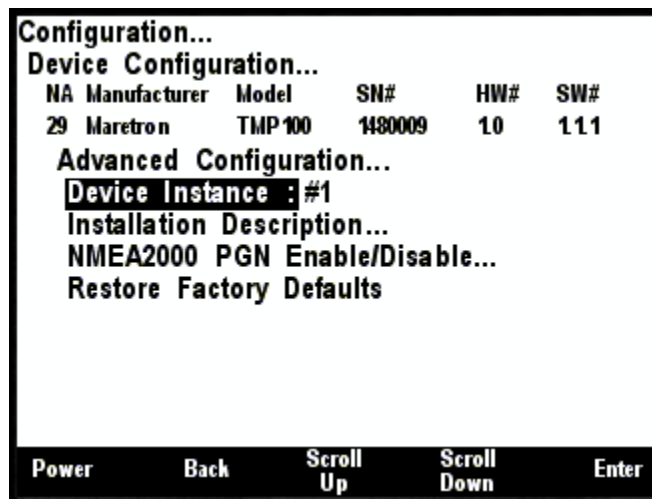 Configuration...
Device Configuration...
NA Manufacturer Model SN# HW# SW#
29 Maretron TMP100 1480009 1.0 1.1.1
Advanced Configuration...
Device Instance : #1
Installation Description...
NMEA2000 PGN Enable/Disable...
Restore Factory Defaults
Power Back Scroll Up Scroll Down Enter